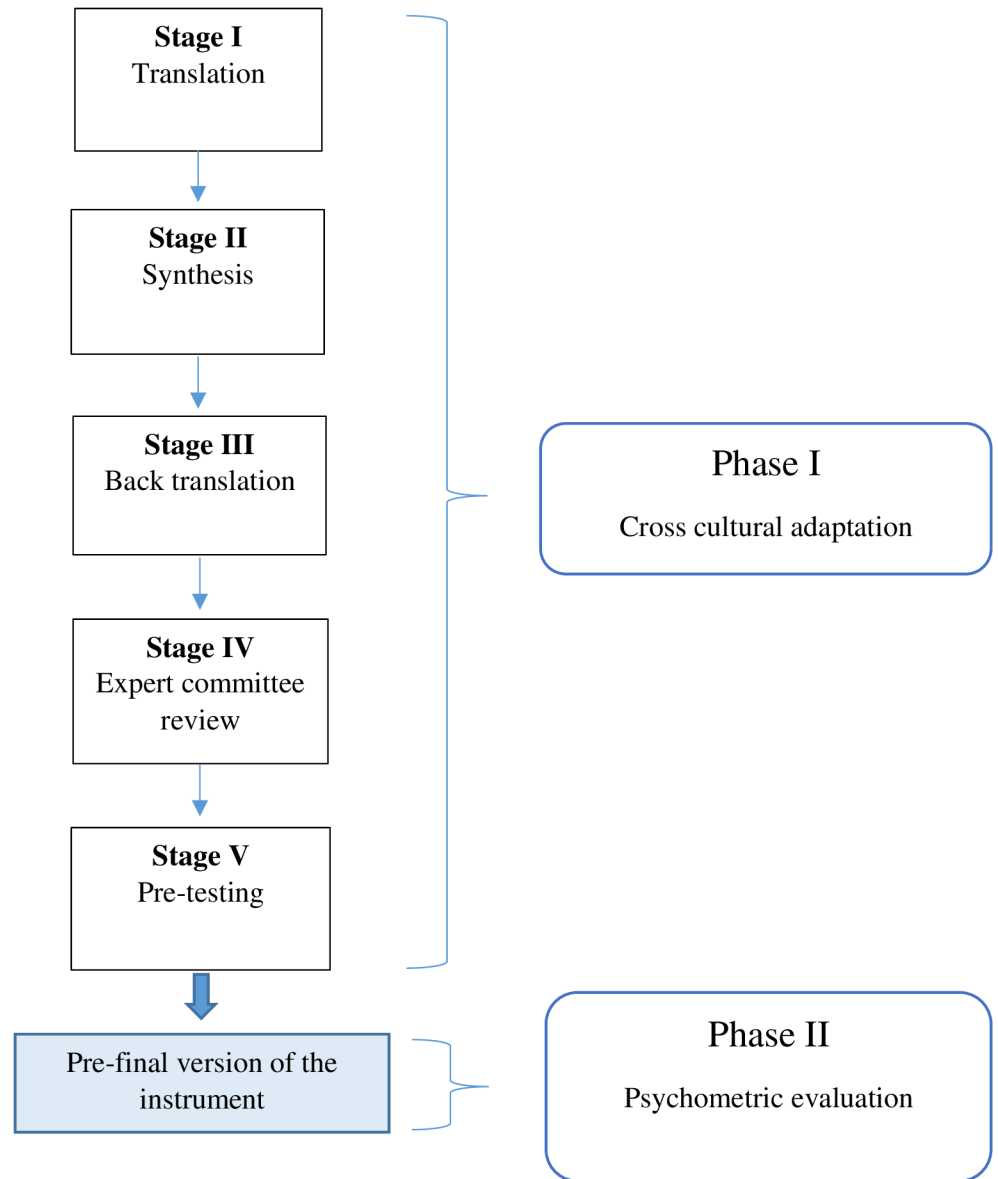 Stage I
Translation
Stage II
Synthesis
Stage III
Back translation
Stage IV
Expert committee
review
Stage V
Pre-testing
Pre-final version of the
instrument
Phase I
Cross cultural adaptation
Phase II
Psychometric evaluation